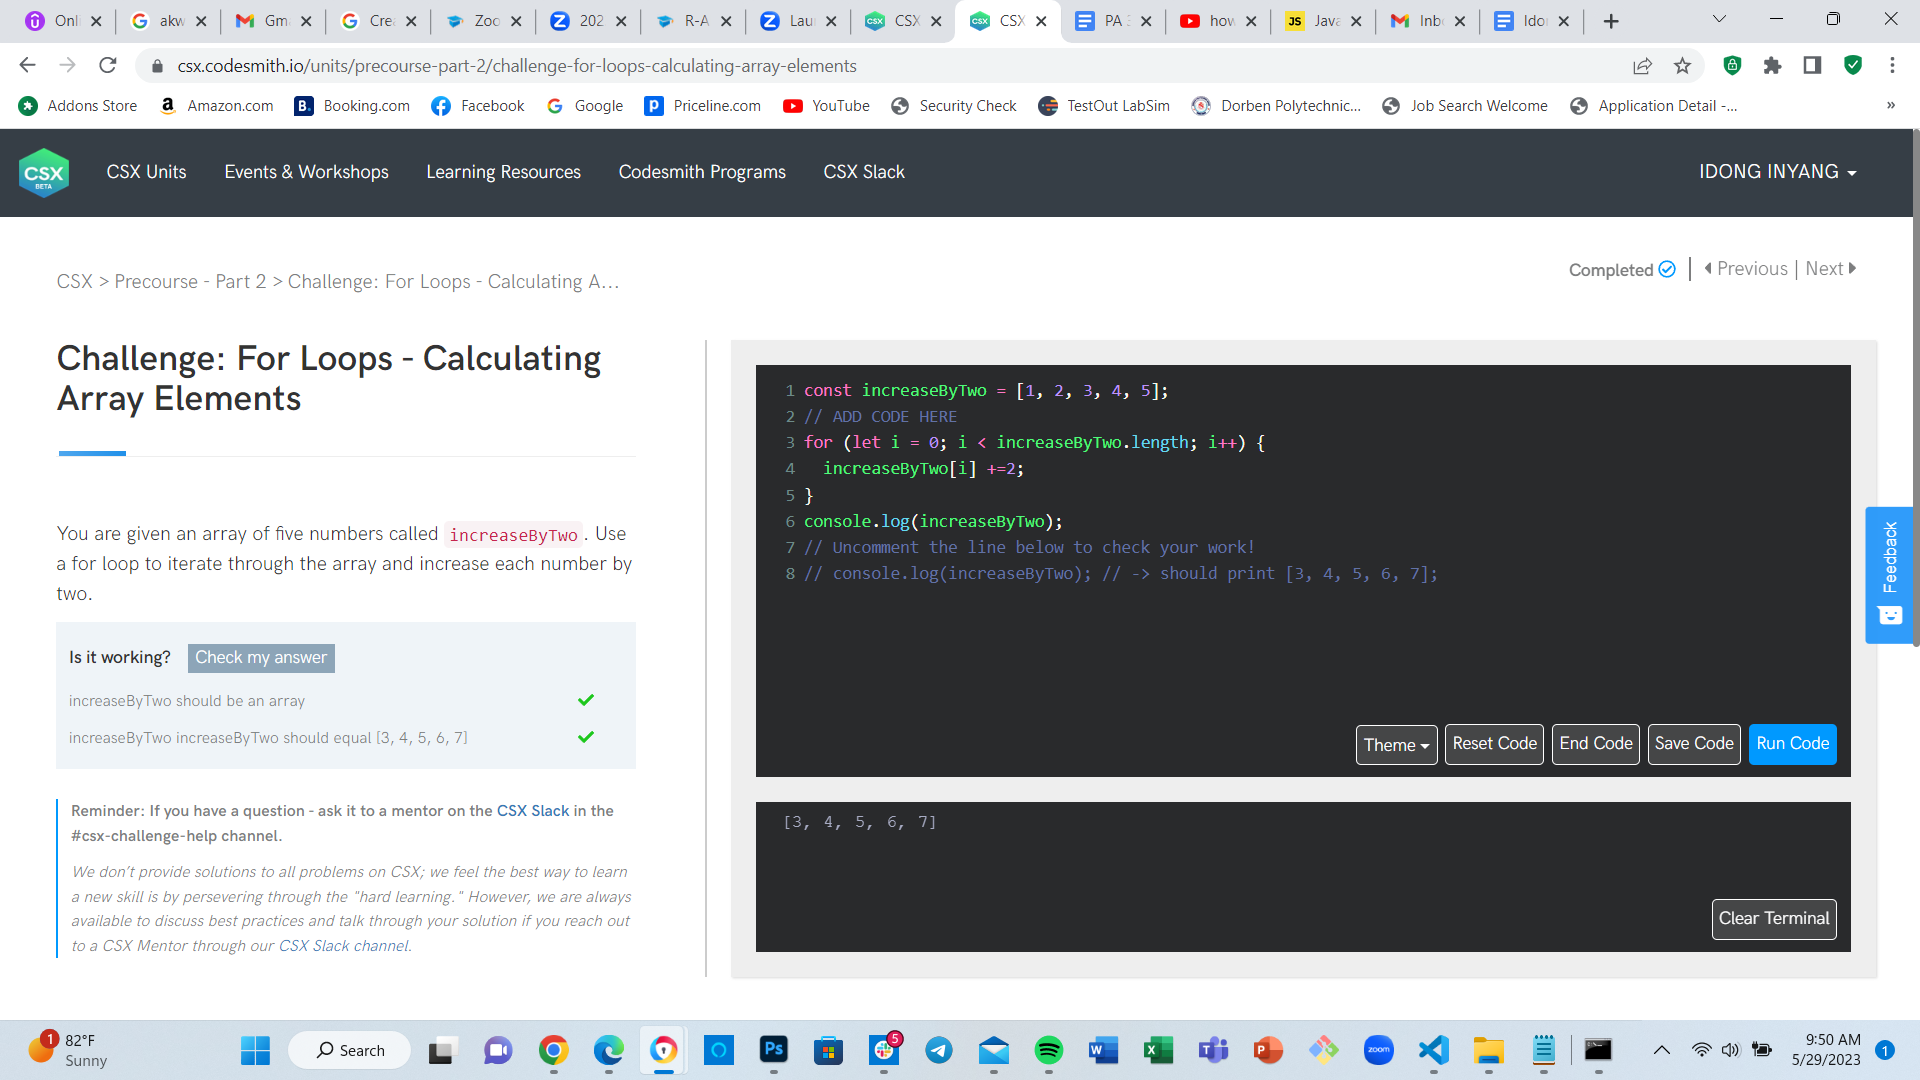 Onli
akw
Gm
Cre
Zoo
202
R-A
Lau
CSX
CSX
PA 3
how
Java
Inb
Idor
csx.codesmith.io/units/precourse-part-2/challenge-for-loops-calculating-array-elements
Addons Store
Amazon.com
Booking.com
Facebook
Google
Priceline.com
YouTube
Security Check
TestOut LabSim
Dorben Polytechnic...
Job Search Welcome
Application Detail -...
»
CSX
BETA
CSX Units
Events & Workshops
Learning Resources
Codesmith Programs
CSX Slack
IDONG INYANG
CSX > Precourse - Part 2 > Challenge: For Loops - Calculating A...
Completed
Previous | Next
Challenge: For Loops - Calculating
Array Elements
You are given an array of five numbers called increaseByTwo. Use
a for loop to iterate through the array and increase each number by
two.
Is it working?
Check my answer
increaseByTwo should be an array
increaseByTwo increaseByTwo should equal [3, 4, 5, 6, 7]
Reminder: If you have a question - ask it to a mentor on the CSX Slack in the
#csx-challenge-help channel.
We don't provide solutions to all problems on CSX; we feel the best way to learn
a new skill is by persevering through the "hard learning." However, we are always
available to discuss best practices and talk through your solution if you reach out
to a CSX Mentor through our CSX Slack channel.
1 const increaseByTwo = [1, 2, 3, 4, 5];
2 // ADD CODE HERE
3 for (let i = 0; i < increaseByTwo.length; i++) {
4   increaseByTwo[i] +=2;
5 }
6 console.log(increaseByTwo);
7 // Uncomment the line below to check your work!
8 // console.log(increaseByTwo); // -> should print [3, 4, 5, 6, 7];
Theme
Reset Code
End Code
Save Code
Run Code
[3, 4, 5, 6, 7]
Clear Terminal
Feedback
1
82°F
Sunny
Search
Ps
5
zoom
9:50 AM
5/29/2023
1